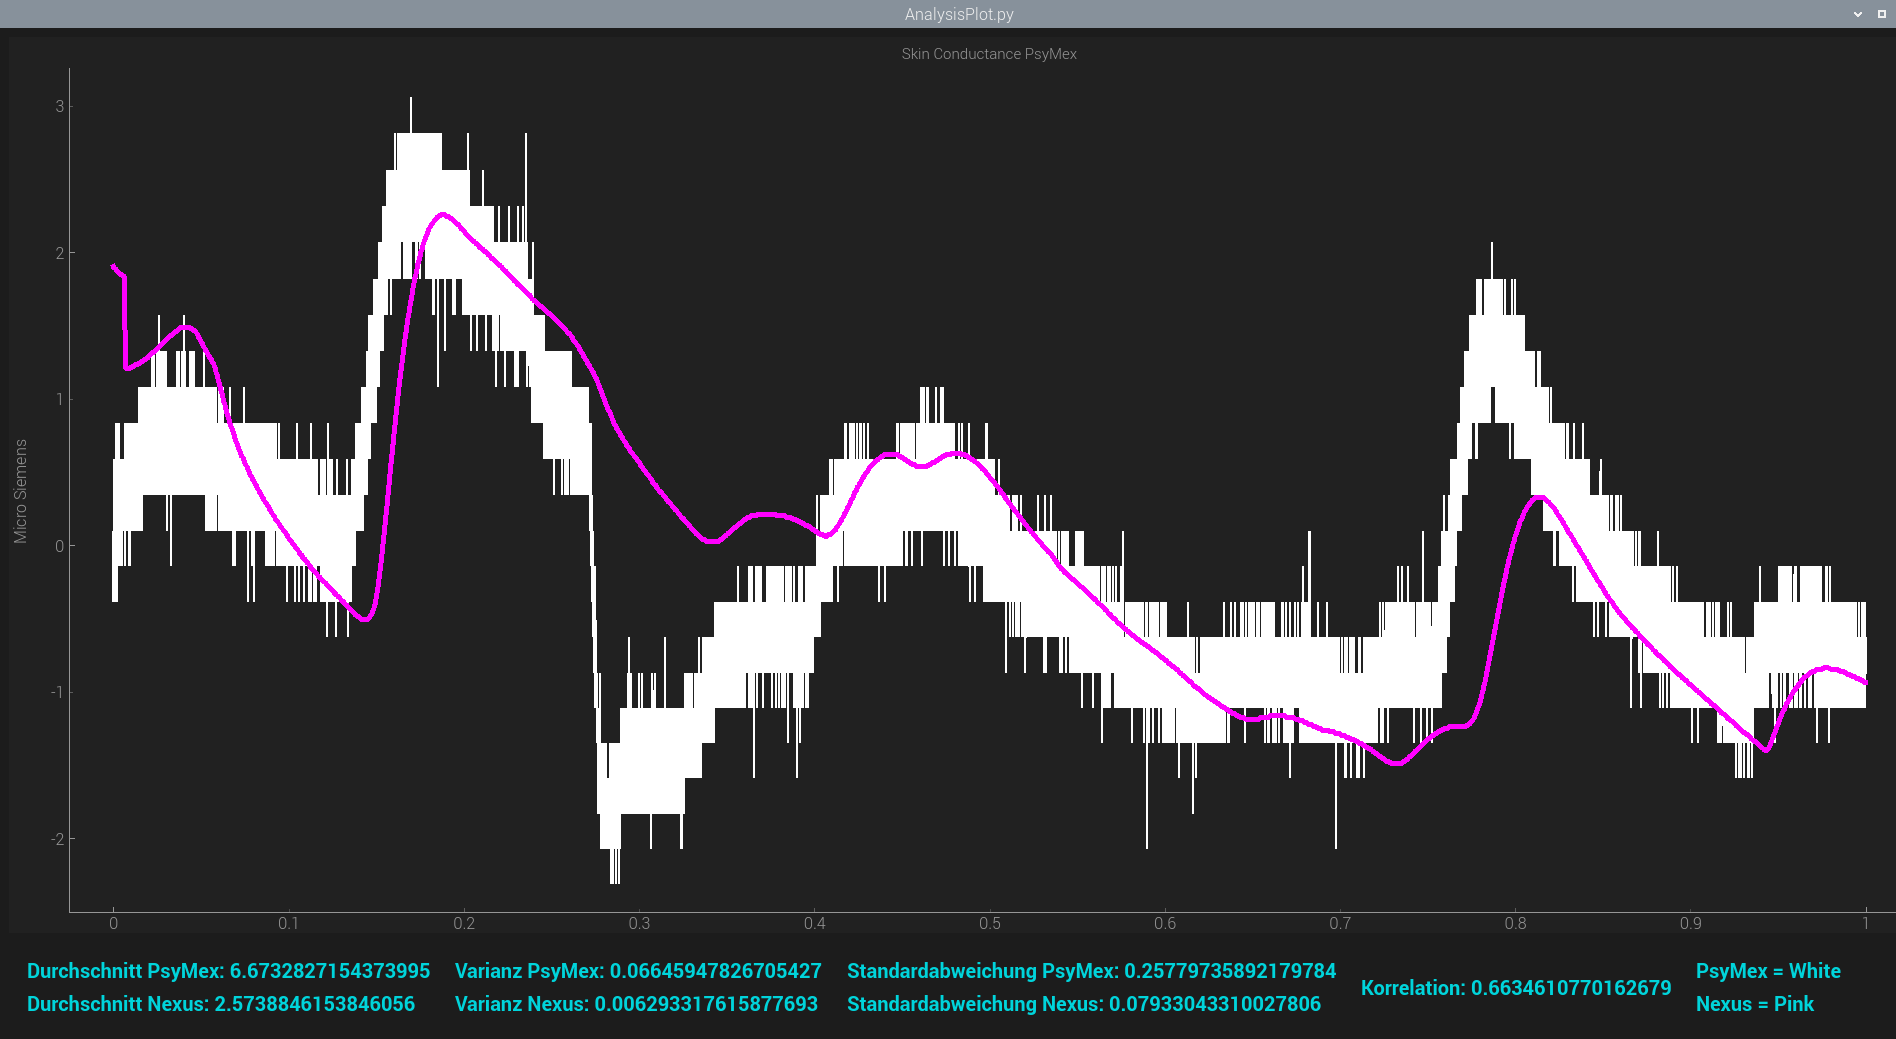 AnalysisPlot.py
Skin Conductance PsyMex
Micro Siemens
3
2
1
0
-1
-2
0 0.1 0.2 0.3 0.4 0.5 0.6 0.7 0.8 0.9 1
Durchschnitt PsyMex: 6.6732827154373995 Varianz PsyMex: 0.06645947826705427 Standardabweichung PsyMex: 0.25779735892179784 PsyMex = White
Korrelation: 0.6634610770162679
Durchschnitt Nexus: 2.5738846153846056 Varianz Nexus: 0.006293317615877693 Standardabweichung Nexus: 0.07933043310027806 Nexus = Pink